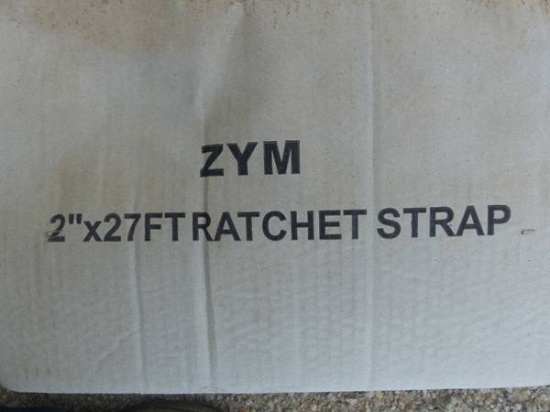 ZYM
2"x27FT RATCHET STRAP